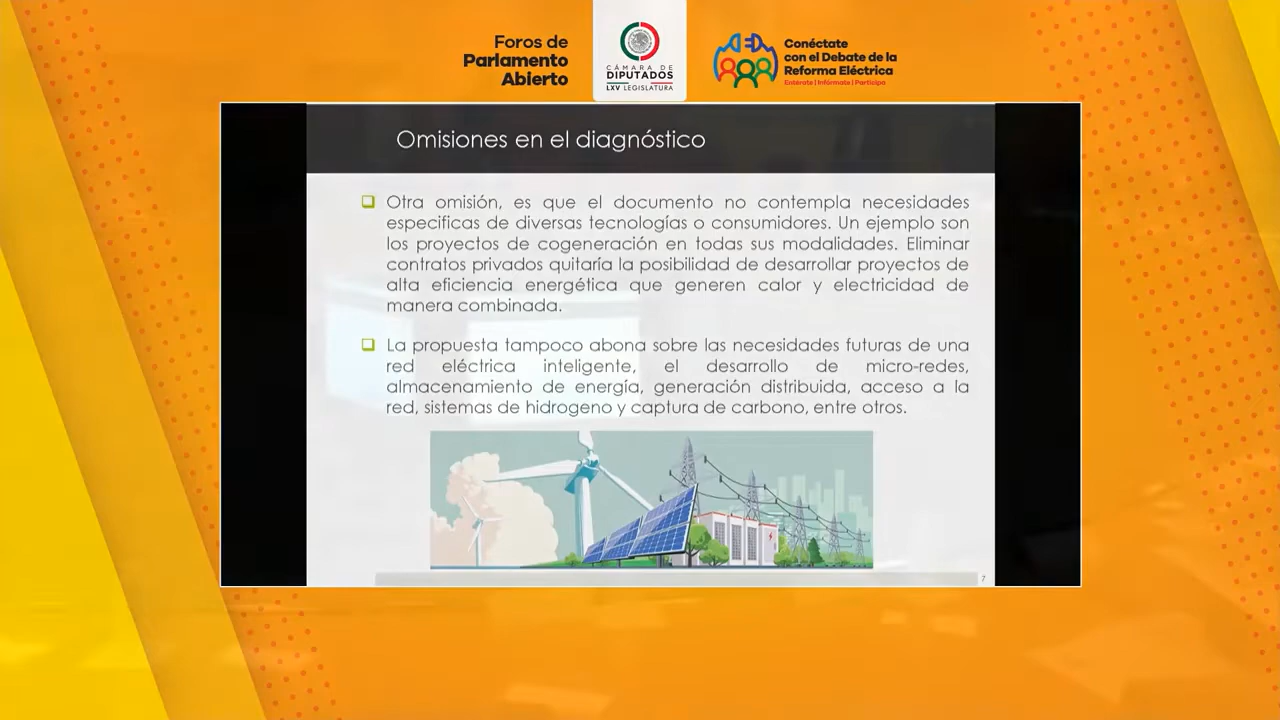 Foros de
Parlamento
Abierto
CÁMARA DE
DIPUTADOS
LXV LEGISLATURA
Conéctate
con el Debate de la
Reforma Eléctrica
Entérate | Infórmate | Participa
Omisiones en el diagnóstico
Otra omisión, es que el documento no contempla necesidades
especificas de diversas tecnologías o consumidores. Un ejemplo son
los proyectos de cogeneración en todas sus modalidades. Eliminar
contratos privados quitaría la posibilidad de desarrollar proyectos de
alta eficiencia energética que generen calor y electricidad de
manera combinada.
La propuesta tampoco abona sobre las necesidades futuras de una
red eléctrica inteligente, el desarrollo de micro-redes,
almacenamiento de energía, generación distribuida, acceso a la
red, sistemas de hidrogeno y captura de carbono, entre otros.
7